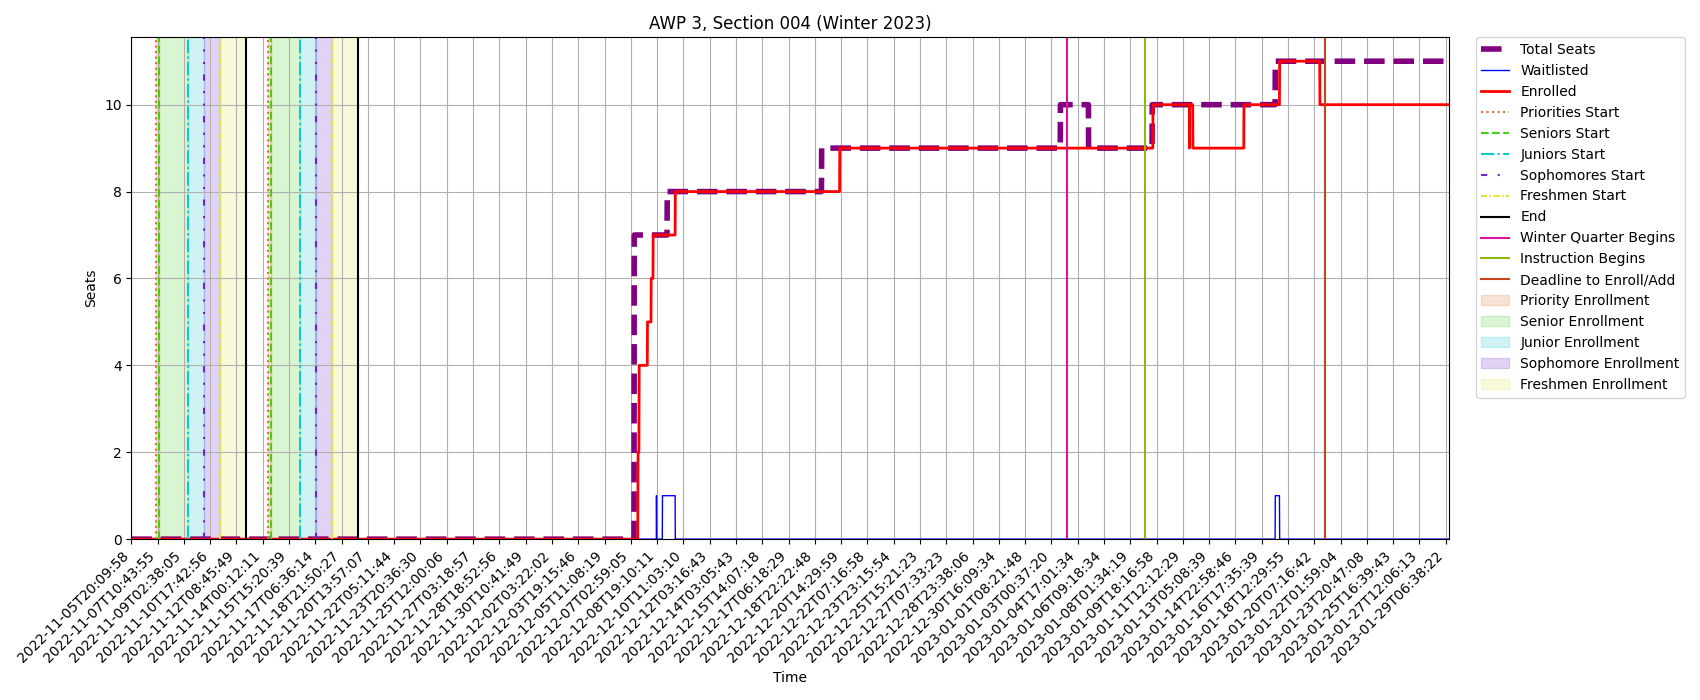 AWP 3, Section 004 (Winter 2023)
Seats
10
8
6
4
2
0
2022-11-05T20:09:58
2022-11-07T10:43:55
2022-11-09T02:38:05
2022-11-10T17:42:56
2022-11-12T08:45:49
2022-11-14T00:12:11
2022-11-15T15:20:39
2022-11-17T06:36:14
2022-11-18T21:50:27
2022-11-20T13:57:07
2022-11-22T05:11:44
2022-11-23T20:36:30
2022-11-25T12:00:06
2022-11-27T03:18:57
2022-11-28T18:52:56
2022-11-30T10:41:49
2022-12-02T03:22:02
2022-12-03T19:15:46
2022-12-05T11:08:19
2022-12-07T02:59:05
2022-12-08T19:10:11
2022-12-10T11:03:10
2022-12-12T03:16:43
2022-12-14T03:05:43
2022-12-15T14:07:18
2022-12-17T06:18:29
2022-12-18T22:22:48
2022-12-20T14:29:59
2022-12-22T07:16:58
2022-12-23T23:15:54
2022-12-25T15:21:23
2022-12-27T07:33:23
2022-12-28T23:38:06
2022-12-30T16:09:34
2023-01-01T08:21:48
2023-01-03T00:37:20
2023-01-04T17:01:34
2023-01-06T09:18:34
2023-01-08T01:34:19
2023-01-09T18:16:58
2023-01-11T12:12:29
2023-01-13T05:08:39
2023-01-14T22:58:46
2023-01-16T17:35:39
2023-01-18T12:29:55
2023-01-20T07:16:42
2023-01-22T01:59:04
2023-01-23T20:47:08
2023-01-25T16:39:43
2023-01-27T12:06:13
2023-01-29T06:38:22
Time
Total Seats
Waitlisted
Enrolled
Priorities Start
Seniors Start
Juniors Start
Sophomores Start
Freshmen Start
End
Winter Quarter Begins
Instruction Begins
Deadline to Enroll/Add
Priority Enrollment
Senior Enrollment
Junior Enrollment
Sophomore Enrollment
Freshmen Enrollment